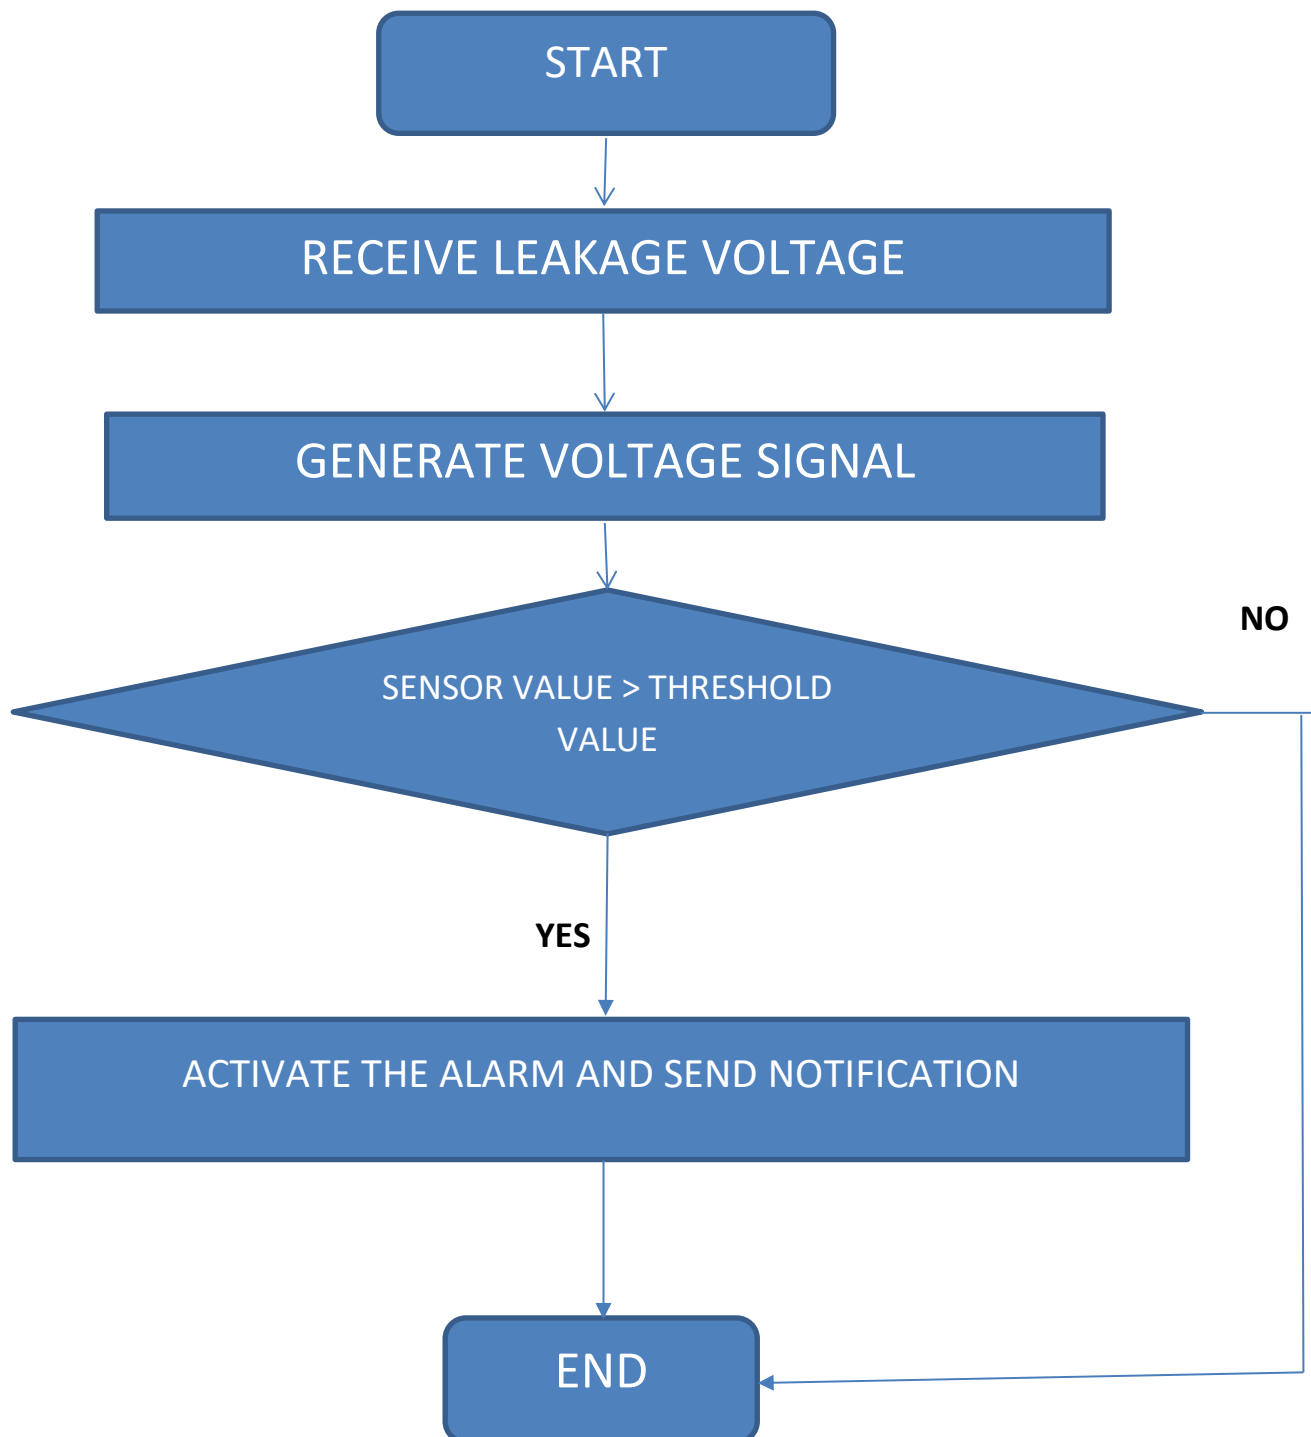 START
RECEIVE LEAKAGE VOLTAGE
GENERATE VOLTAGE SIGNAL
NO
SENSOR VALUE > THRESHOLD
VALUE
YES
ACTIVATE THE ALARM AND SEND NOTIFICATION
END